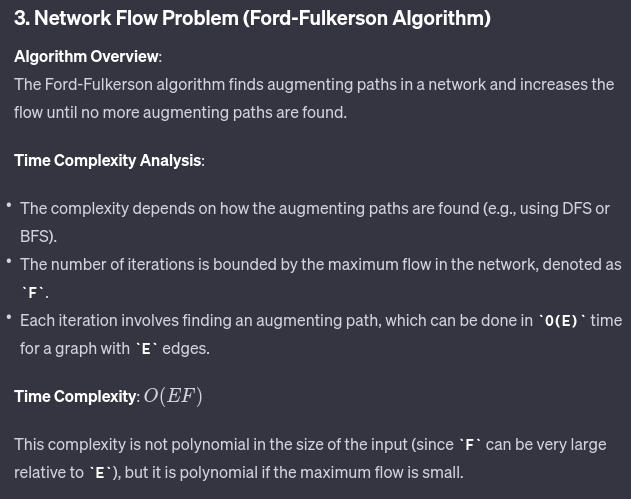 3. Network Flow Problem (Ford-Fulkerson Algorithm)
Algorithm Overview:
The Ford-Fulkerson algorithm finds augmenting paths in a network and increases the
flow until no more augmenting paths are found.
Time Complexity Analysis:
• The complexity depends on how the augmenting paths are found (e.g., using DFS or
BFS).
• The number of iterations is bounded by the maximum flow in the network, denoted as
`F`.
• Each iteration involves finding an augmenting path, which can be done in `O(E)` time
for a graph with `E` edges.
Time Complexity: O(EF)
This complexity is not polynomial in the size of the input (since `F` can be very large
relative to `E`), but it is polynomial if the maximum flow is small.